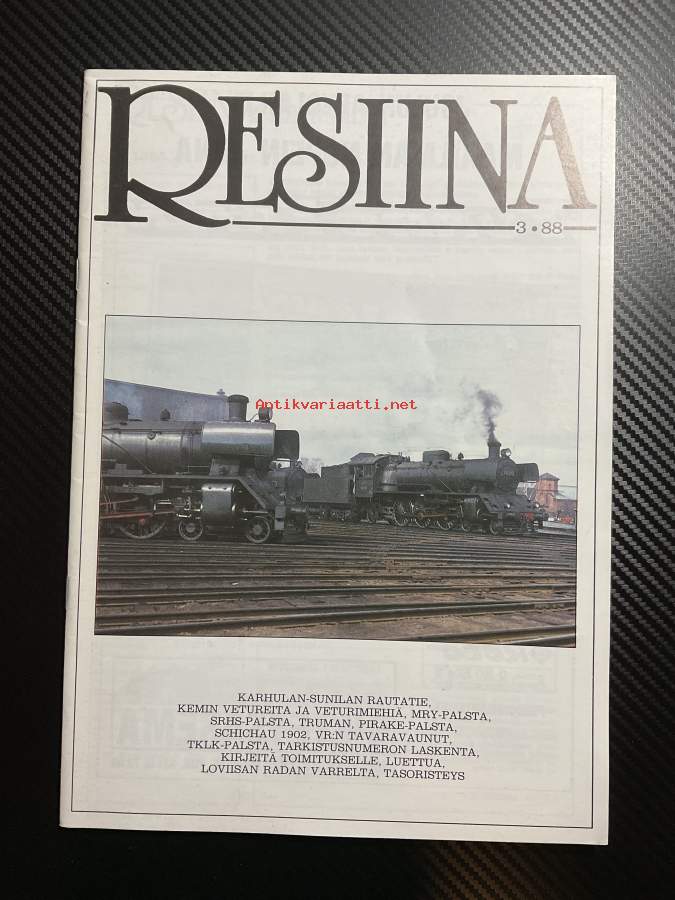 RESIINA
3 • 88
Antikvariaatti.net
KARHULAN-SUNILAN RAUTATIE,
KEMIN VETUREITA JA VETURIMIEHIÄ, MRY-PALSTA,
SRHS-PALSTA, TRUMAN, PIRAKE-PALSTA,
SCHICHAU 1902, VR:N TAVARAVAUNUT,
TKLK-PALSTA, TARKISTUSNUMERON LASKENTA,
KIRJEITÄ TOIMITUKSELLE, LUETTUA,
LOVIISAN RADAN VARRELTA, TASORISTEYS